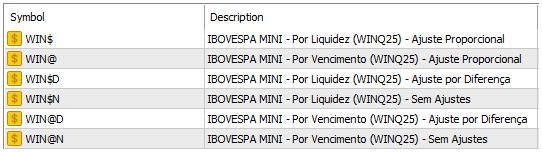 Symbol Description
$ WIN$ IBOVESPA MINI - Por Liquidez (WINQ25) - Ajuste Proporcional
$ WIN@ IBOVESPA MINI - Por Vencimento (WINQ25) - Ajuste Proporcional
$ WIN$D IBOVESPA MINI - Por Liquidez (WINQ25) - Ajuste por Diferença
$ WIN$N IBOVESPA MINI - Por Liquidez (WINQ25) - Sem Ajustes
$ WIN@D IBOVESPA MINI - Por Vencimento (WINQ25) - Ajuste por Diferença
$ WIN@N IBOVESPA MINI - Por Vencimento (WINQ25) - Sem Ajustes